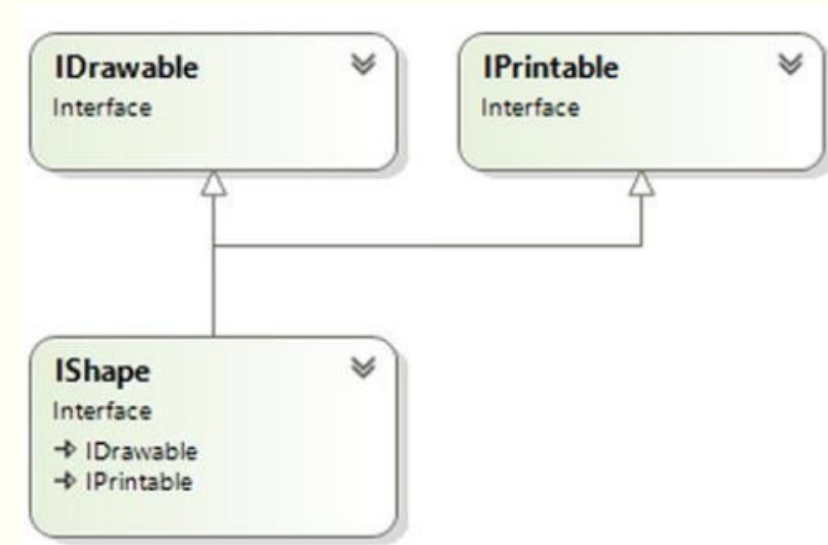 IDrawable
Interface
IPrintable
Interface
IShape
Interface
IDrawable
IPrintable